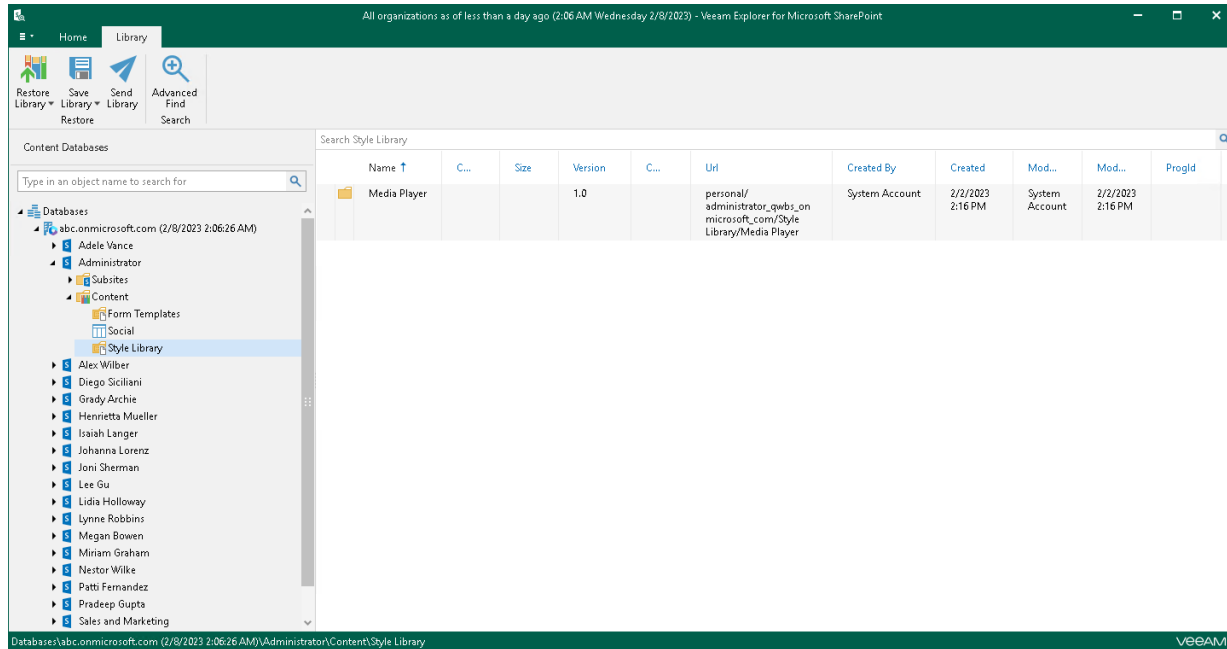 All organizations as of less than a day ago (2:06 AM Wednesday 2/8/2023) - Veeam Explorer for Microsoft SharePoint
Home Library
Restore Library
Save Library
Send Library
Advanced Find
Restore
Search
Content Databases
Type in an object name to search for
Databases
abc.onmicrosoft.com (2/8/2023 2:06:26 AM)
Adele Vance
Administrator
Subsites
Content
Form Templates
Social
Style Library
Alex Wilber
Diego Siciliani
Grady Archie
Henrietta Mueller
Isaiah Langer
Johanna Lorenz
Joni Sherman
Lee Gu
Lidia Holloway
Lynne Robbins
Megan Bowen
Miriam Graham
Nestor Wilke
Patti Fernandez
Pradeep Gupta
Sales and Marketing
Search Style Library
Name C... Size Version C... Url Created By Created Mod... Mod... ProgId
Media Player 1.0 personal/ System Account 2/2/2023 System 2/2/2023
administrator_qwbs_on 2:16 PM Account 2:16 PM
microsoft_com/Style
Library/Media Player
Databases\abc.onmicrosoft.com (2/8/2023 2:06:26 AM)\Administrator\Content\Style Library
veeam